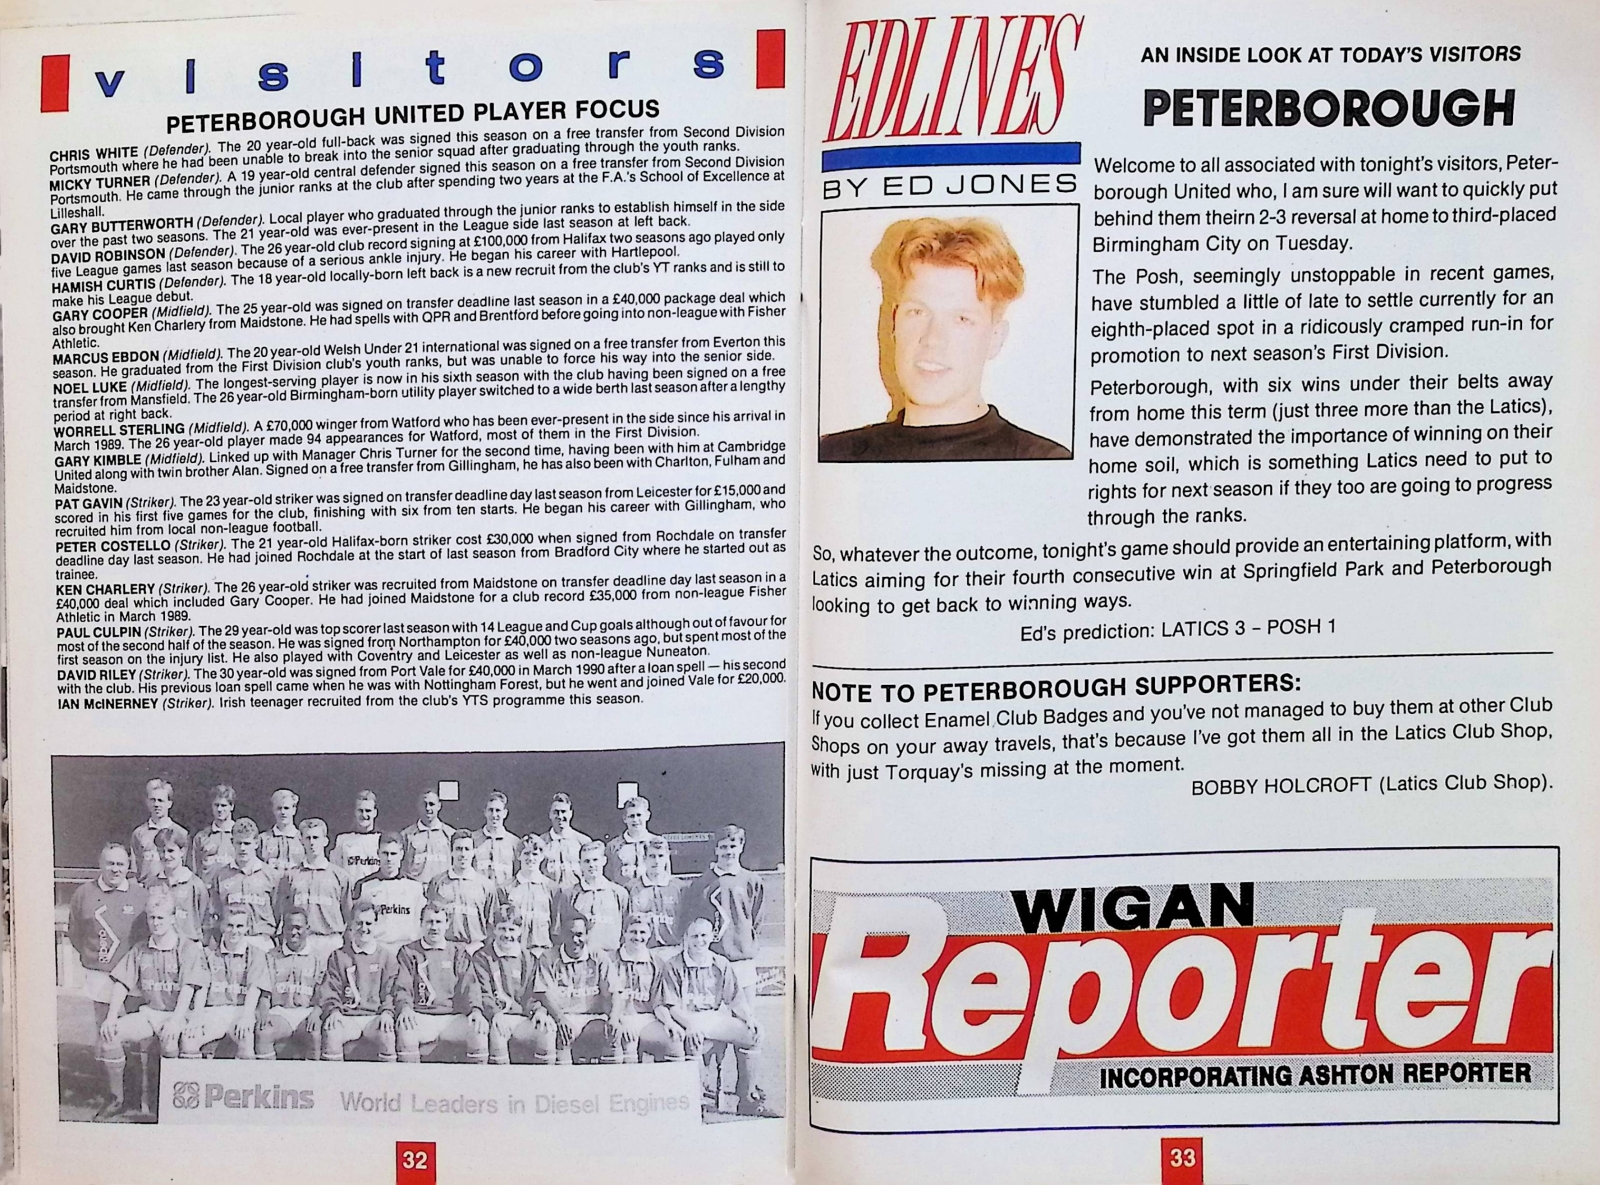 visitors
PETERBOROUGH UNITED PLAYER FOCUS
CHRIS WHITE (Defender). The 20 year-old full-back was signed this season on a free transfer from Second Division
Portsmouth where he had been unable to break into the senior squad after graduating through the youth ranks.
MICKY TURNER (Defender). A 19 year-old central defender signed this season on a free transfer from Second Division
Portsmouth. He came through the junior ranks at the club after spending two years at the F.A.'s School of Excellence at
Lilleshall.
GARY BUTTERWORTH (Defender). Local player who graduated through the junior ranks to establish himself in the side
over the past two seasons. The 21 year-old was ever-present in the League side last season at left back.
DAVID ROBINSON (Defender). The 26 year-old club record signing at £100,000 from Halifax two seasons ago played only
five League games last season because of a serious ankle injury. He began his career with Hartlepool.
HAMISH CURTIS (Defender). The 18 year-old locally-born left back is a new recruit from the club's YT ranks and is still to
make his League debut.
GARY COOPER (Midfield). The 25 year-old was signed on transfer deadline last season in a £40,000 package deal which
also brought Ken Charlery from Maidstone. He had spells with QPR and Brentford before going into non-league with Fisher
Athletic.
MARCUS EBDON (Midfield). The 20 year-old Welsh Under 21 international was signed on a free transfer from Everton this
season. He graduated from the First Division club's youth ranks, but was unable to force his way into the senior side.
NOEL LUKE (Midfield). The longest-serving player is now in his sixth season with the club having been signed on a free
transfer from Mansfield. The 26 year-old Birmingham-born utility player switched to a wide berth last season after a lengthy
period at right back.
WORRELL STERLING (Midfield). A £70,000 winger from Watford who has been ever-present in the side since his arrival in
March 1989. The 26 year-old player made 94 appearances for Watford, most of them in the First Division.
GARY KIMBLE (Midfield). Linked up with Manager Chris Turner for the second time, having been with him at Cambridge
United along with twin brother Alan. Signed on a free transfer from Gillingham, he has also been with Charlton, Fulham and
Maidstone.
PAT GAVIN (Striker). The 23 year-old striker was signed on transfer deadline day last season from Leicester for £15,000 and
scored in his first five games for the club, finishing with six from ten starts. He began his career with Gillingham, who
recruited him from local non-league football.
PETER COSTELLO (Striker). The 21 year-old Halifax-born striker cost £30,000 when signed from Rochdale on transfer
deadline day last season. He had joined Rochdale at the start of last season from Bradford City where he started out as
trainee.
KEN CHARLERY (Striker). The 26 year-old striker was recruited from Maidstone on transfer deadline day last season in a
£40,000 deal which included Gary Cooper. He had joined Maidstone for a club record £35,000 from non-league Fisher
Athletic in March 1989.
PAUL CULPIN (Striker). The 29 year-old was top scorer last season with 14 League and Cup goals although out of favour for
most of the second half of the season. He was signed from Northampton for £40,000 two seasons ago, but spent most of the
first season on the injury list. He also played with Coventry and Leicester as well as non-league Nuneaton.
DAVID RILEY (Striker). The 30 year-old was signed from Port Vale for £40,000 in March 1990 after a loan spell — his second
with the club. His previous loan spell came when he was with Nottingham Forest, but he went and joined Vale for £20,000.
IAN McINERNEY (Striker). Irish teenager recruited from the club's YTS programme this season.
Perkins
Perkins
Perkins World Leaders in Diesel Engines
32
EDLINES
BY ED JONES
AN INSIDE LOOK AT TODAY'S VISITORS
PETERBOROUGH
Welcome to all associated with tonight's visitors, Peter-
borough United who, I am sure will want to quickly put
behind them theirn 2-3 reversal at home to third-placed
Birmingham City on Tuesday.
The Posh, seemingly unstoppable in recent games,
have stumbled a little of late to settle currently for an
eighth-placed spot in a ridicously cramped run-in for
promotion to next season's First Division.
Peterborough, with six wins under their belts away
from home this term (just three more than the Latics),
have demonstrated the importance of winning on their
home soil, which is something Latics need to put to
rights for next season if they too are going to progress
through the ranks.
So, whatever the outcome, tonight's game should provide an entertaining platform, with
Latics aiming for their fourth consecutive win at Springfield Park and Peterborough
looking to get back to winning ways.
Ed's prediction: LATICS 3 – POSH 1
NOTE TO PETERBOROUGH SUPPORTERS:
If you collect Enamel Club Badges and you've not managed to buy them at other Club
Shops on your away travels, that's because I've got them all in the Latics Club Shop,
with just Torquay's missing at the moment.
BOBBY HOLCROFT (Latics Club Shop).
WIGAN
Reporter
INCORPORATING ASHTON REPORTER
33